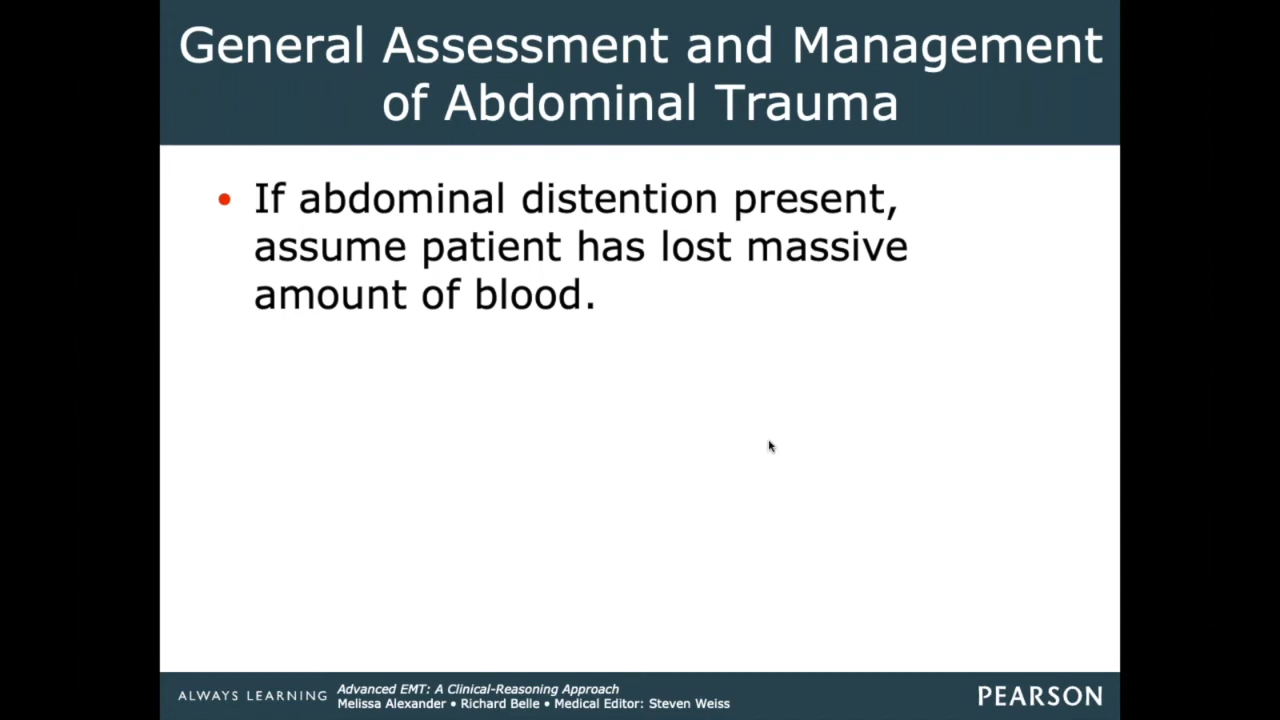 General Assessment and Management
of Abdominal Trauma
• If abdominal distention present,
assume patient has lost massive
amount of blood.
ALWAYS LEARNING
Advanced EMT: A Clinical-Reasoning Approach
Melissa Alexander • Richard Belle • Medical Editor: Steven Weiss
PEARSON